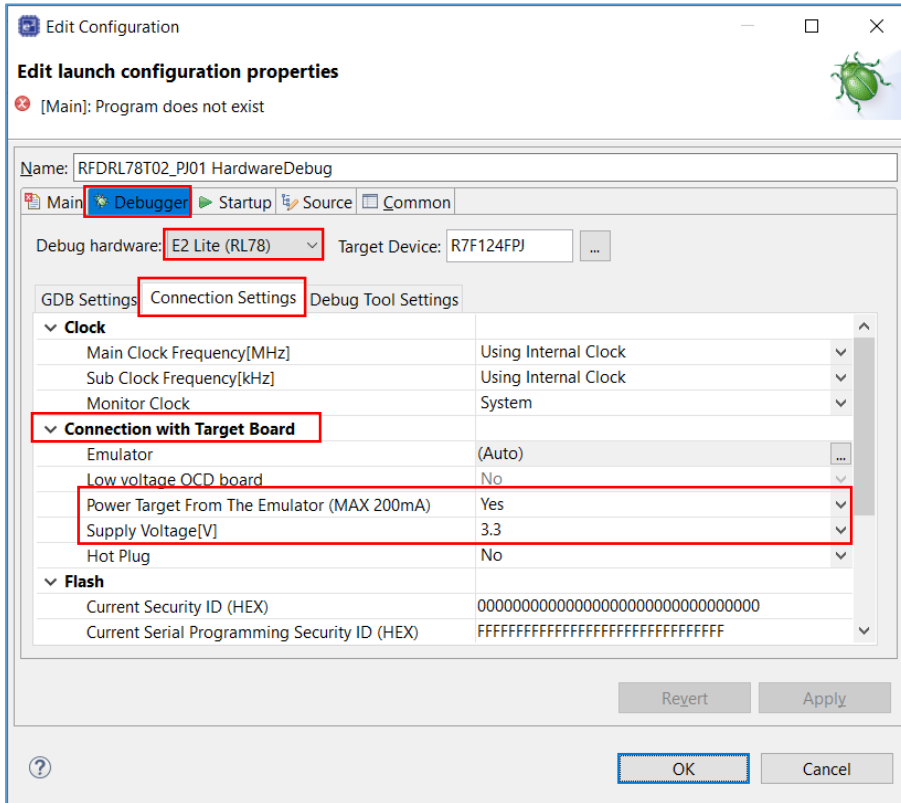 Edit Configuration
Edit launch configuration properties
[Main]: Program does not exist
Name: RFDRL78T02_PJ01 HardwareDebug
Main Debugger Startup Source Common
Debug hardware: E2 Lite (RL78) Target Device: R7F124FPJ ...
GDB Settings Connection Settings Debug Tool Settings
Clock
Main Clock Frequency[MHz] Using Internal Clock
Sub Clock Frequency[kHz] Using Internal Clock
Monitor Clock System
Connection with Target Board
Emulator (Auto) ...
Low voltage OCD board No
Power Target From The Emulator (MAX 200mA) Yes
Supply Voltage[V] 3.3
Hot Plug No
Flash
Current Security ID (HEX) 00000000000000000000000000000000
Current Serial Programming Security ID (HEX) FFFFFFFFFFFFFFFFFFFFFFFFFFFFFFFF
Revert Apply
? OK Cancel